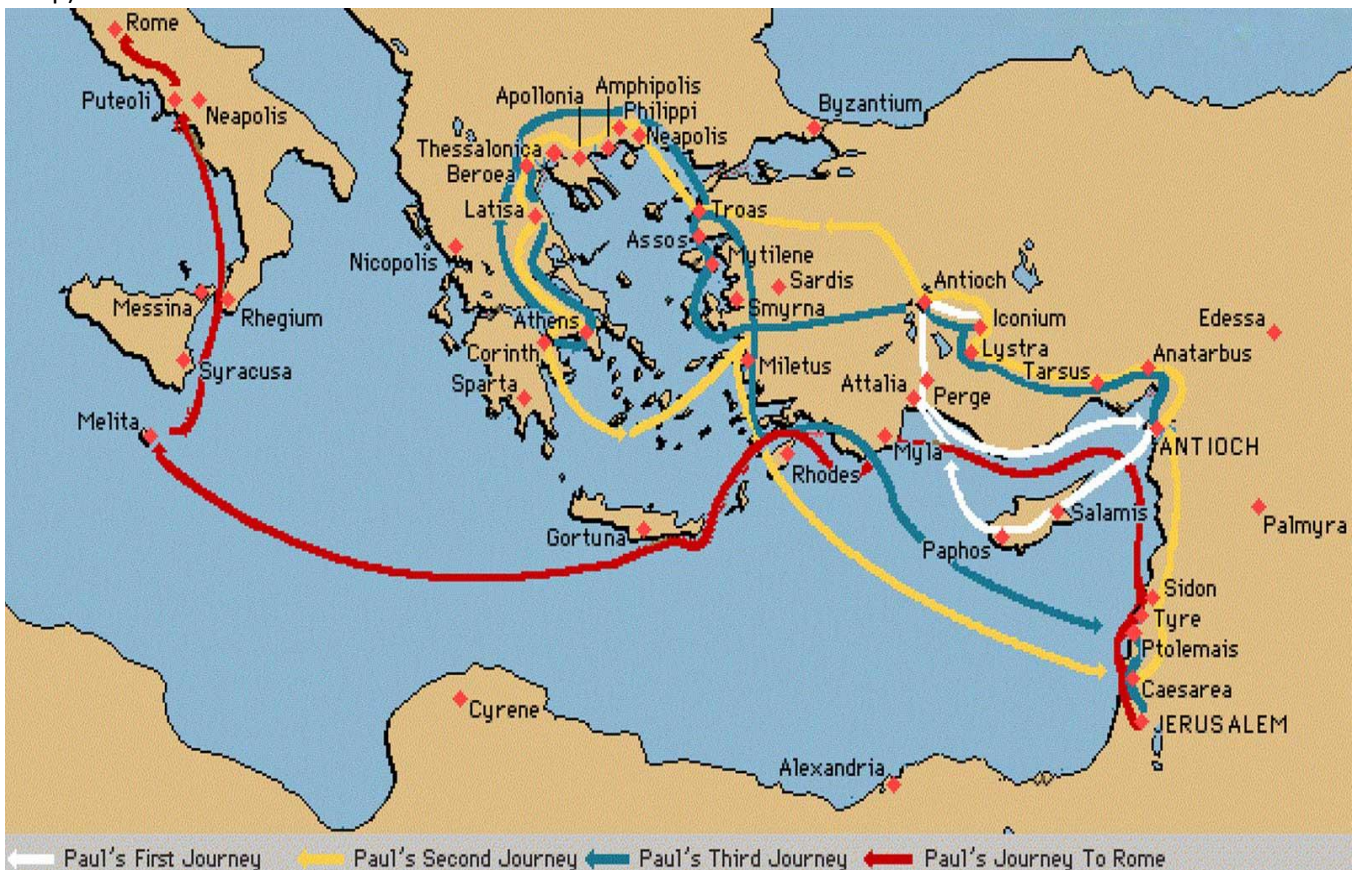 Rome
Puteoli
Neapolis
Apollonia
Amphipolis
Philippi
Neapolis
Byzantium
Thessalonica
Beroea
Latisa
Troas
Assos
Mytilene
Nicopolis
Sardis
Smyrna
Antioch
Iconium
Edessa
Messina
Rhegium
Athens
Corinth
Lystra
Anatarbus
Syracusa
Sparta
Miletus
Tarsus
Attalia
Perge
Melita
ANTIOCH
Myla
Rhodes
Salamis
Palmyra
Gortuna
Paphos
Sidon
Tyre
Ptolemais
Caesarea
Cyrene
JERUSALEM
Alexandria
Paul's First Journey
Paul's Second Journey
Paul's Third Journey
Paul's Journey To Rome